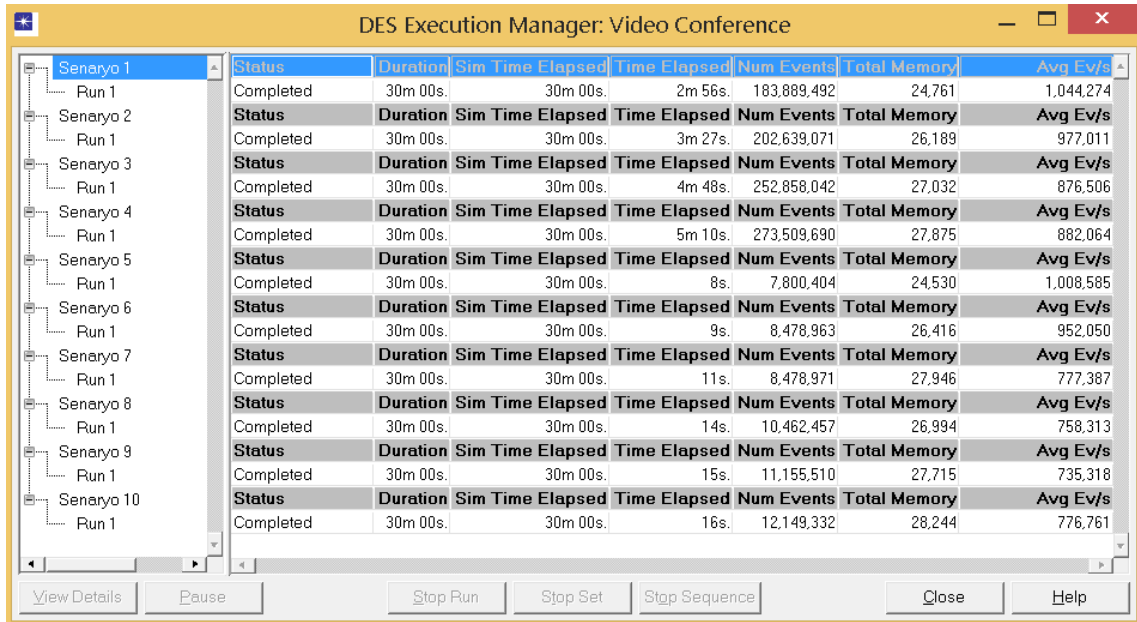 DES Execution Manager: Video Conference
Senaryo 1 Status Duration Sim Time Elapsed Time Elapsed Num Events Total Memory Avg Ev/s
Run 1 Completed 30m 00s. 30m 00s. 2m 56s. 183,889,492 24,761 1,044,274
Senaryo 2 Status Duration Sim Time Elapsed Time Elapsed Num Events Total Memory Avg Ev/s
Run 1 Completed 30m 00s. 30m 00s. 3m 27s. 202,639,071 26,189 977,011
Senaryo 3 Status Duration Sim Time Elapsed Time Elapsed Num Events Total Memory Avg Ev/s
Run 1 Completed 30m 00s. 30m 00s. 4m 48s. 252,858,042 27,032 876,506
Senaryo 4 Status Duration Sim Time Elapsed Time Elapsed Num Events Total Memory Avg Ev/s
Run 1 Completed 30m 00s. 30m 00s. 5m 10s. 273,509,690 27,875 882,064
Senaryo 5 Status Duration Sim Time Elapsed Time Elapsed Num Events Total Memory Avg Ev/s
Run 1 Completed 30m 00s. 30m 00s. 8s. 7,800,404 24,530 1,008,585
Senaryo 6 Status Duration Sim Time Elapsed Time Elapsed Num Events Total Memory Avg Ev/s
Run 1 Completed 30m 00s. 30m 00s. 9s. 8,478,963 26,416 952,050
Senaryo 7 Status Duration Sim Time Elapsed Time Elapsed Num Events Total Memory Avg Ev/s
Run 1 Completed 30m 00s. 30m 00s. 11s. 8,478,971 27,946 777,387
Senaryo 8 Status Duration Sim Time Elapsed Time Elapsed Num Events Total Memory Avg Ev/s
Run 1 Completed 30m 00s. 30m 00s. 14s. 10,462,457 26,994 758,313
Senaryo 9 Status Duration Sim Time Elapsed Time Elapsed Num Events Total Memory Avg Ev/s
Run 1 Completed 30m 00s. 30m 00s. 15s. 11,155,510 27,715 735,318
Senaryo 10 Status Duration Sim Time Elapsed Time Elapsed Num Events Total Memory Avg Ev/s
Run 1 Completed 30m 00s. 30m 00s. 16s. 12,149,332 28,244 776,761
View Details Pause Stop Run Stop Set Stop Sequence Close Help